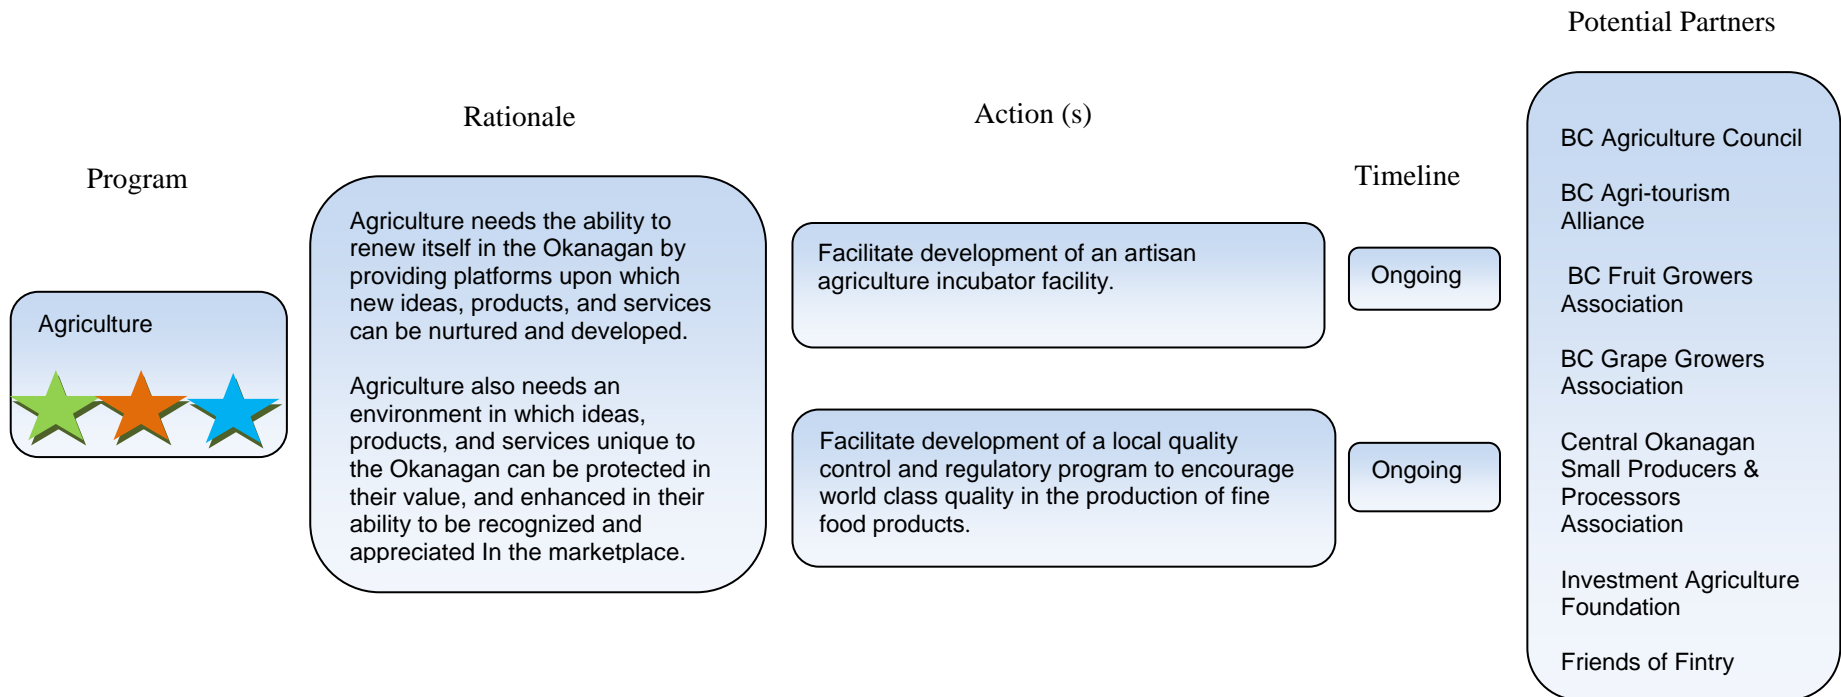 Program
Agriculture
Rationale
Agriculture needs the ability to
renew itself in the Okanagan by
providing platforms upon which
new ideas, products, and services
can be nurtured and developed.
Agriculture also needs an
environment in which ideas,
products, and services unique to
the Okanagan can be protected in
their value, and enhanced in their
ability to be recognized and
appreciated In the marketplace.
Action (s)
Facilitate development of an artisan
agriculture incubator facility.
Facilitate development of a local quality
control and regulatory program to encourage
world class quality in the production of fine
food products.
Timeline
Ongoing
Ongoing
Potential Partners
BC Agriculture Council
BC Agri-tourism
Alliance
BC Fruit Growers
Association
BC Grape Growers
Association
Central Okanagan
Small Producers &
Processors
Association
Investment Agriculture
Foundation
Friends of Fintry